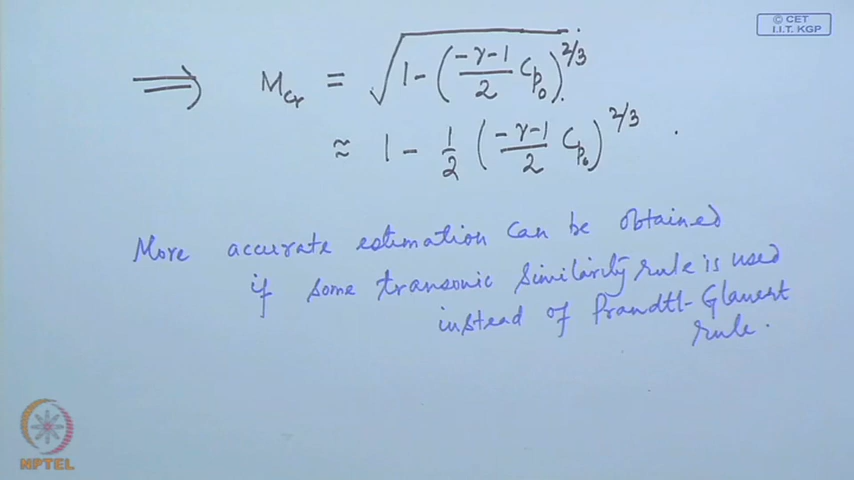 © CET
I.I.T. KGP
⟹ M_cr = √(1 - ((-γ-1)/2 C_p₀)^2/3)
≈ 1 - 1/2 ((-γ-1)/2 C_p₀)^2/3 .
More accurate estimation can be obtained
if some transonic similarity rule is used
instead of Prandtl-Glauert
rule.
NPTEL